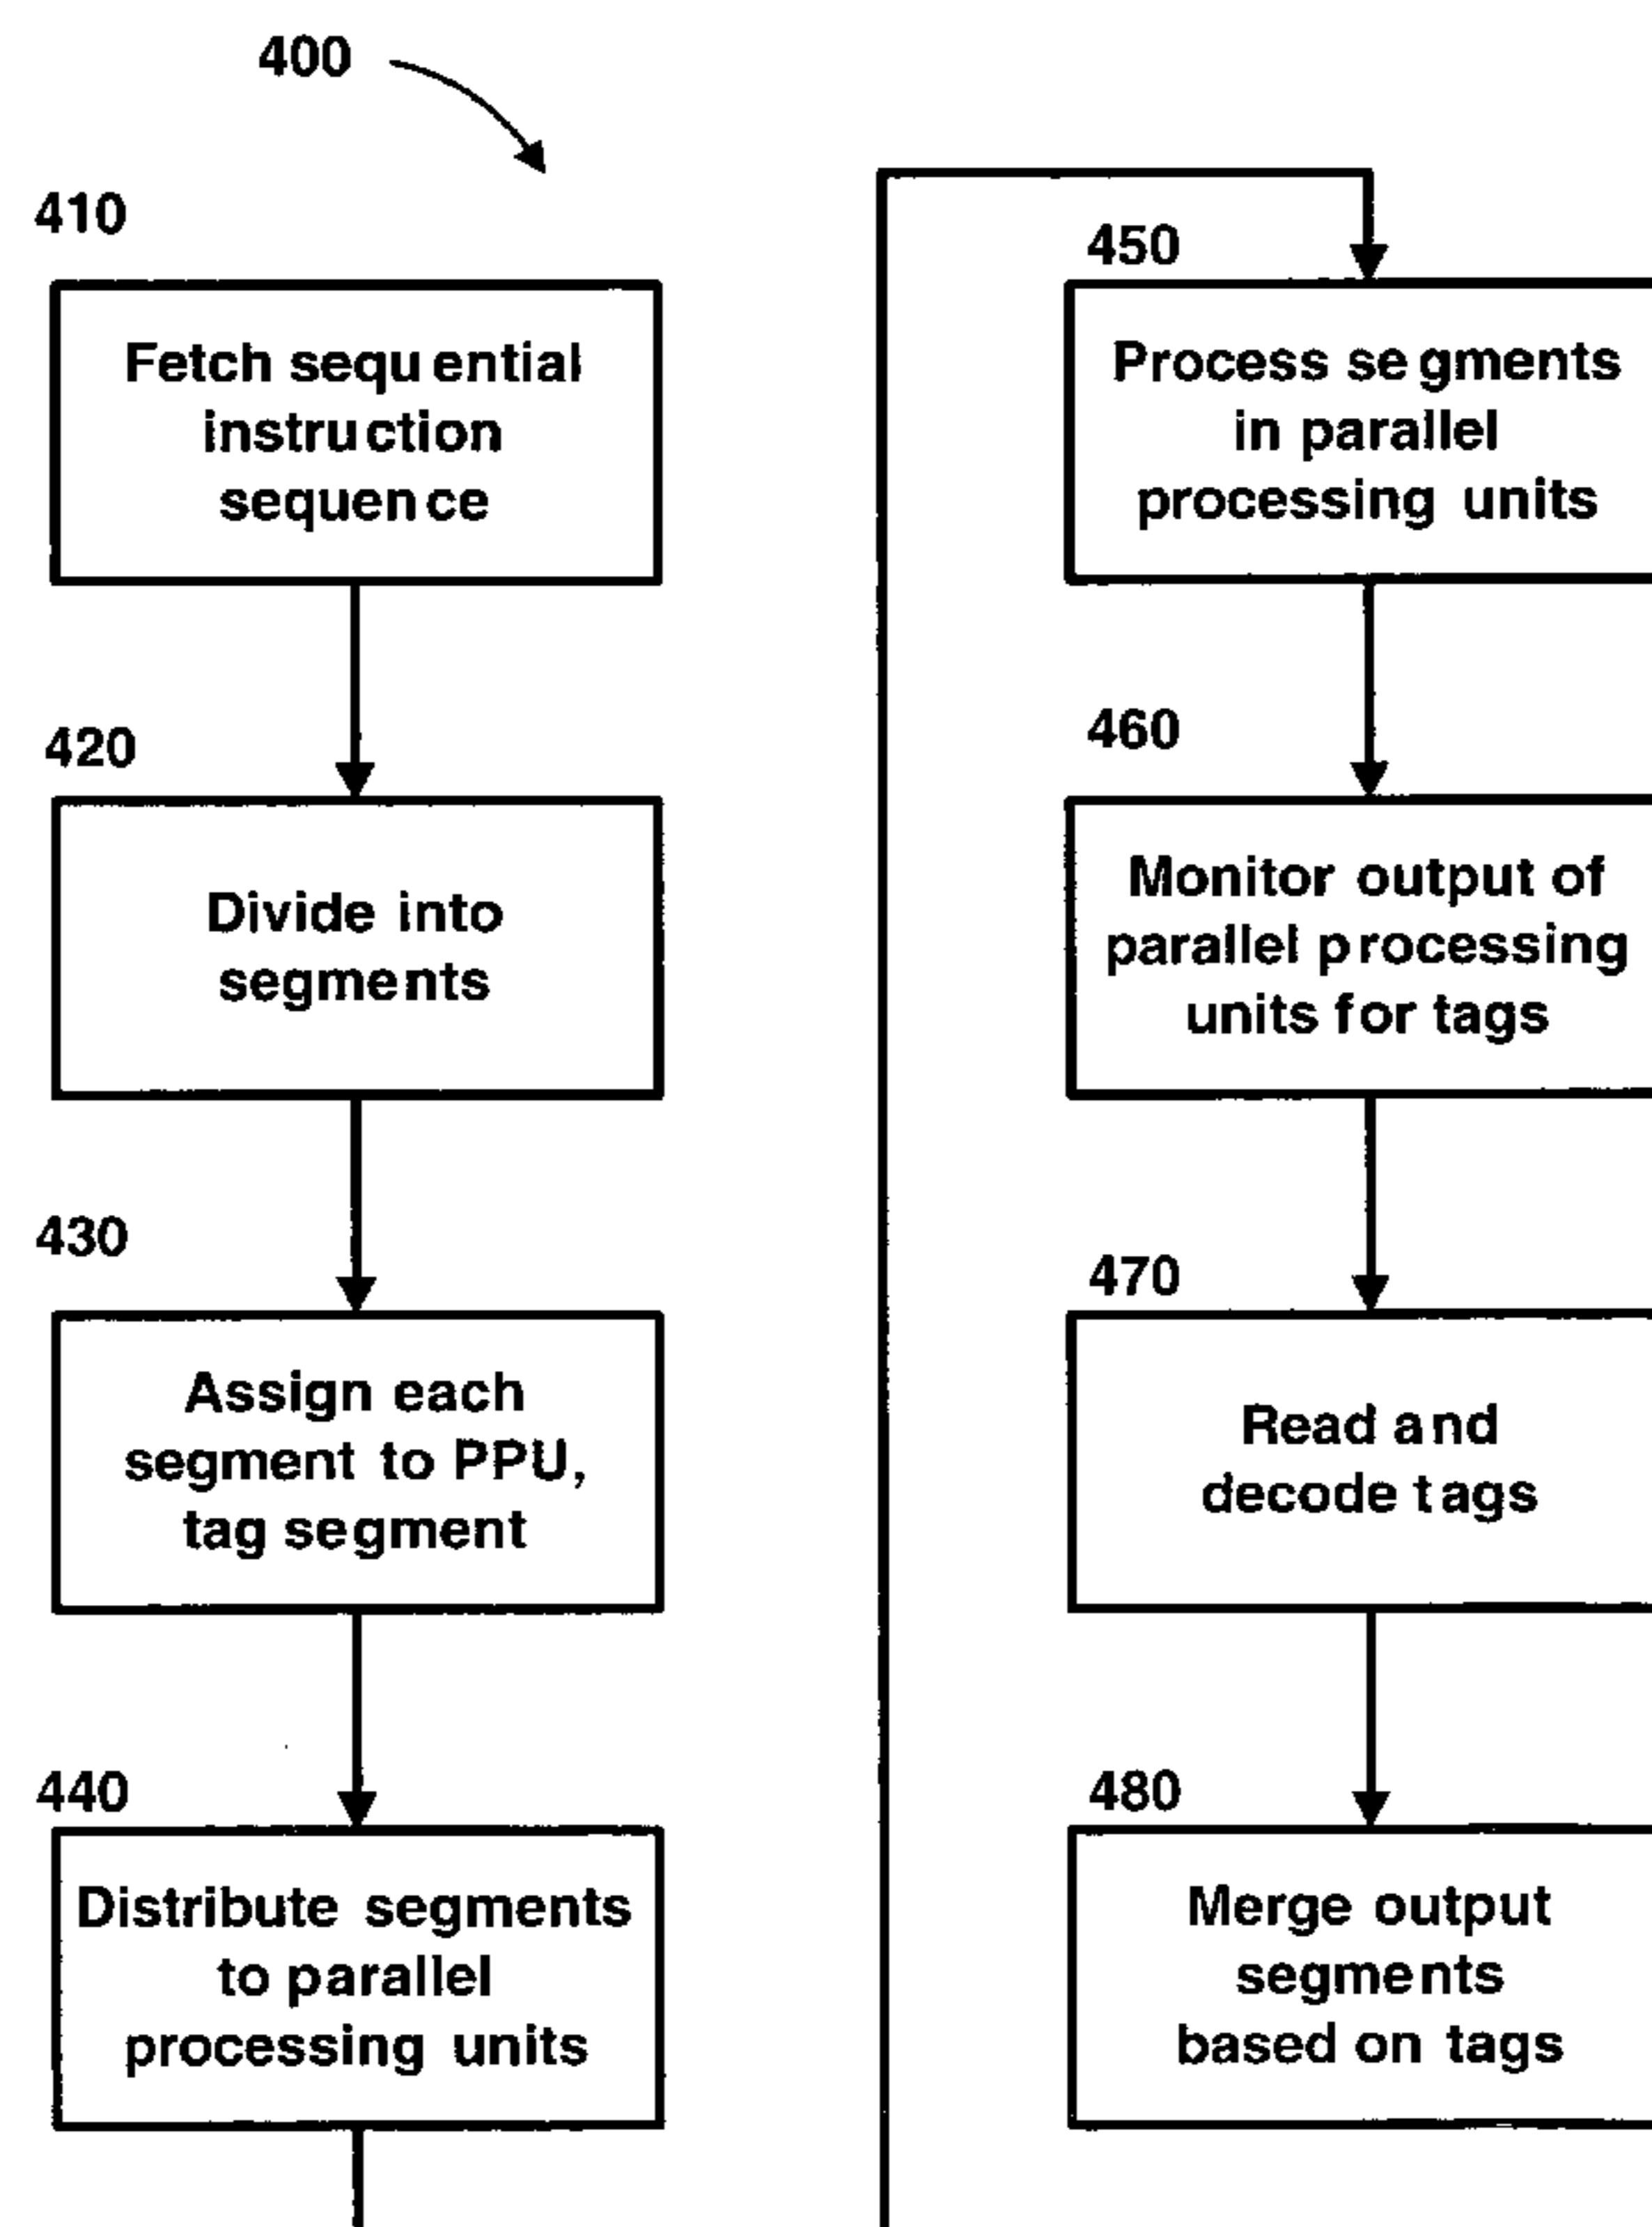 400
410
Fetch sequential
instruction
sequence
420
Divide into
segments
430
Assign each
segment to PPU,
tag segment
440
Distribute segments
to parallel
processing units
450
Process segments
in parallel
processing units
460
Monitor output of
parallel processing
units for tags
470
Read and
decode tags
480
Merge output
segments
based on tags